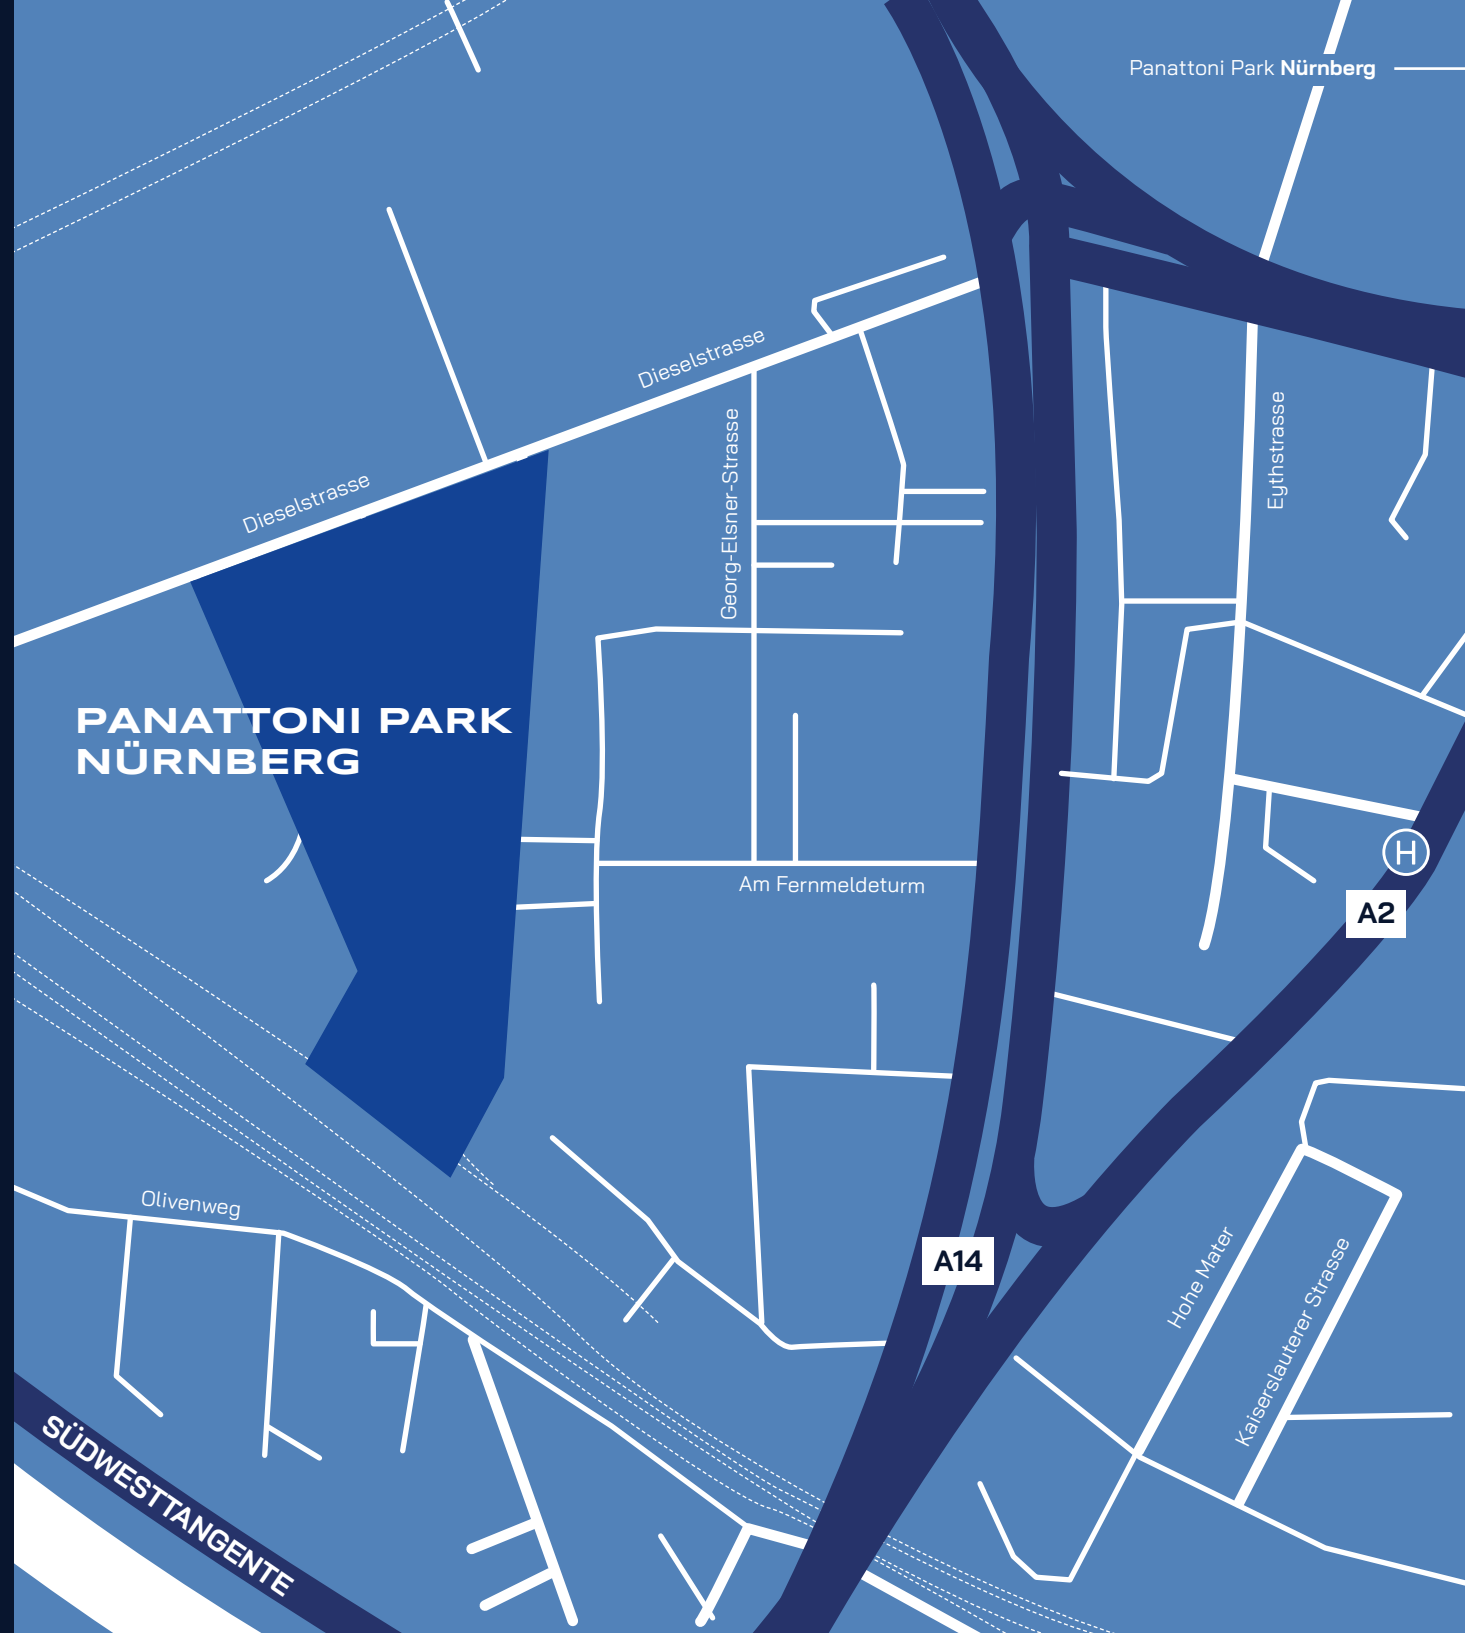 Panattoni Park Nürnberg
Dieselstrasse
Dieselstrasse
Georg-Elsner-Strasse
Eythstrasse
PANATTONI PARK
NÜRNBERG
H
Am Fernmeldeturm
A2
Olivenweg
A14
Hohe Mater
Kaiserslauterer Strasse
SÜDWESTTANGENTE